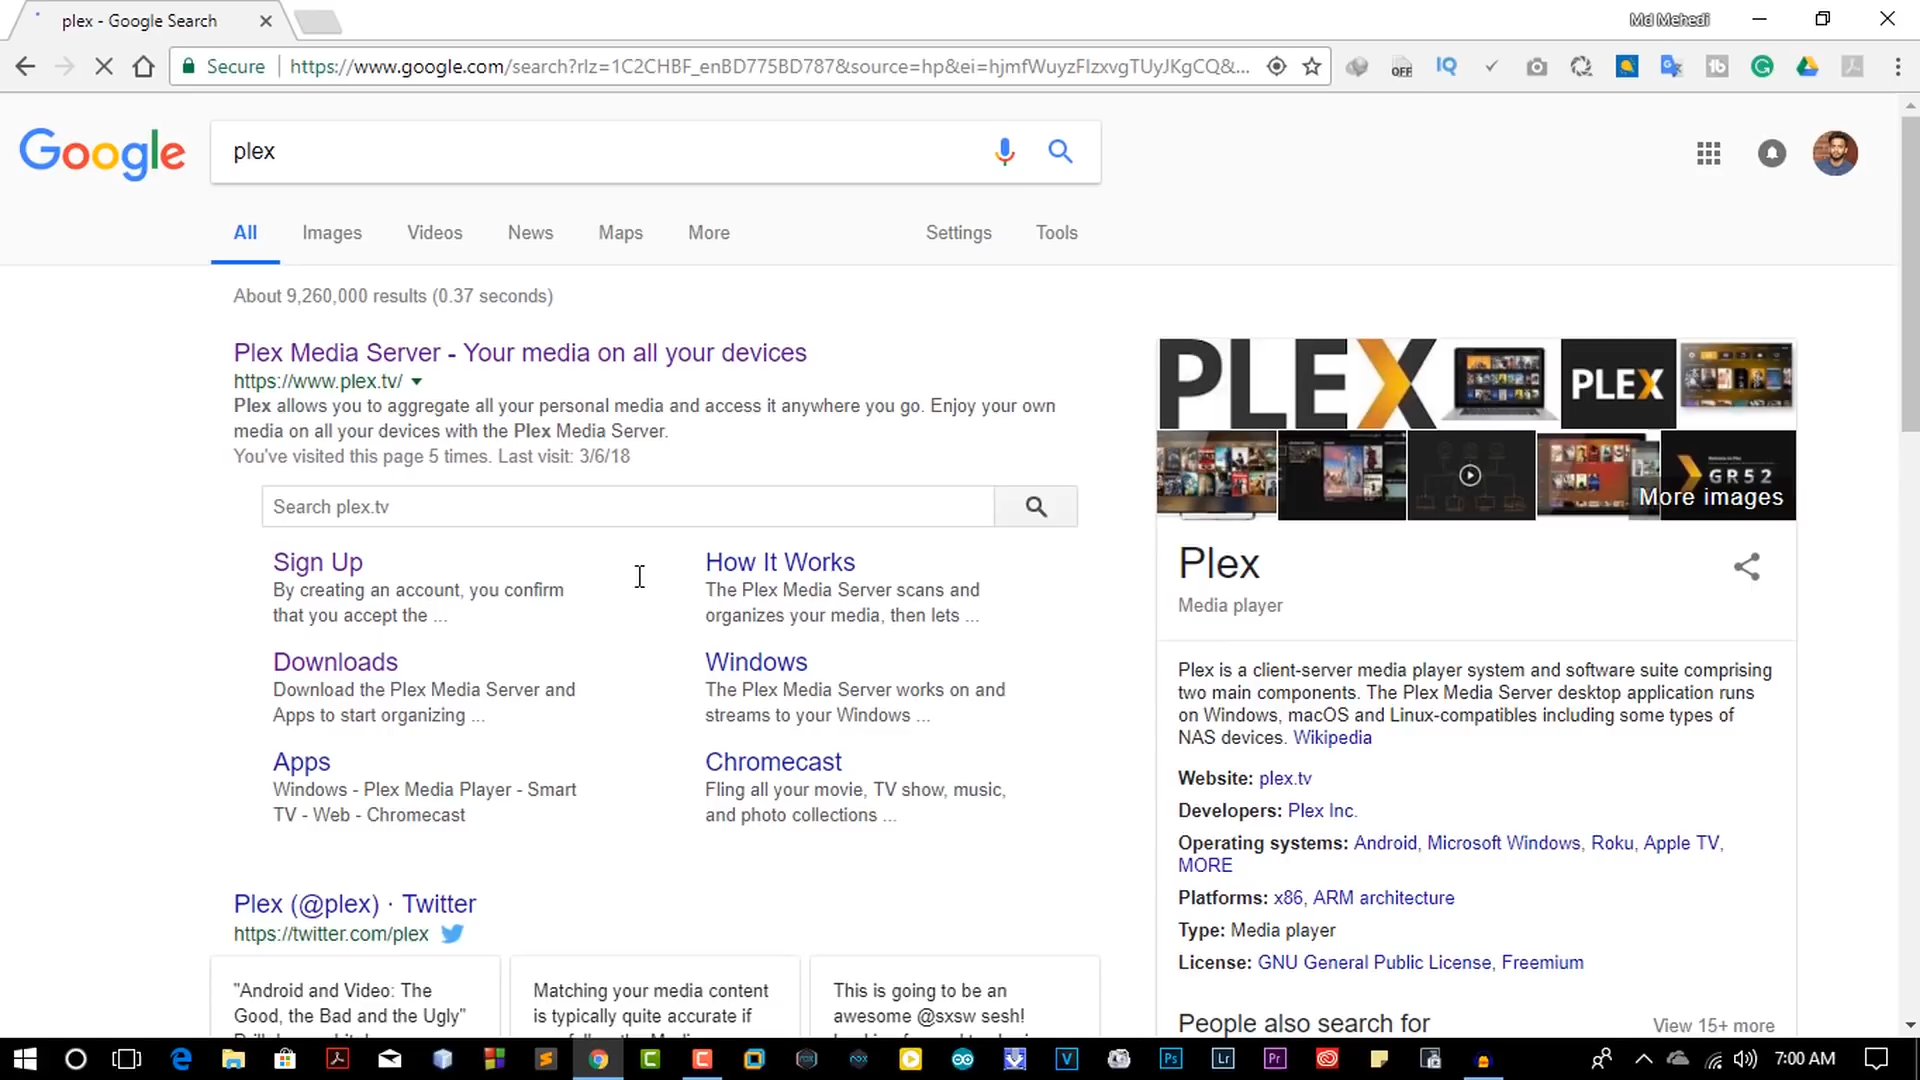 plex - Google Search
Md Mehedi
Secure
https://www.google.com/search?rlz=1C2CHBF_enBD775BD787&source=hp&ei=hjmfWuyzFIzxvgTUyJKgCQ&...
OFF
IQ
Google
plex
All
Images
Videos
News
Maps
More
Settings
Tools
About 9,260,000 results (0.37 seconds)
Plex Media Server - Your media on all your devices
https://www.plex.tv/
Plex allows you to aggregate all your personal media and access it anywhere you go. Enjoy your own
media on all your devices with the Plex Media Server.
You've visited this page 5 times. Last visit: 3/6/18
Search plex.tv
Sign Up
By creating an account, you confirm
that you accept the ...
How It Works
The Plex Media Server scans and
organizes your media, then lets ...
Downloads
Download the Plex Media Server and
Apps to start organizing ...
Windows
The Plex Media Server works on and
streams to your Windows ...
Apps
Windows - Plex Media Player - Smart
TV - Web - Chromecast
Chromecast
Fling all your movie, TV show, music,
and photo collections ...
Plex (@plex) · Twitter
https://twitter.com/plex
"Android and Video: The
Good, the Bad and the Ugly"
Matching your media content
is typically quite accurate if
This is going to be an
awesome @sxsw sesh!
PLEX
PLEX
GR52
More images
Plex
Media player
Plex is a client-server media player system and software suite comprising
two main components. The Plex Media Server desktop application runs
on Windows, macOS and Linux-compatibles including some types of
NAS devices. Wikipedia
Website: plex.tv
Developers: Plex Inc.
Operating systems: Android, Microsoft Windows, Roku, Apple TV,
MORE
Platforms: x86, ARM architecture
Type: Media player
License: GNU General Public License, Freemium
People also search for
View 15+ more
Ps
Lr
Pr
7:00 AM